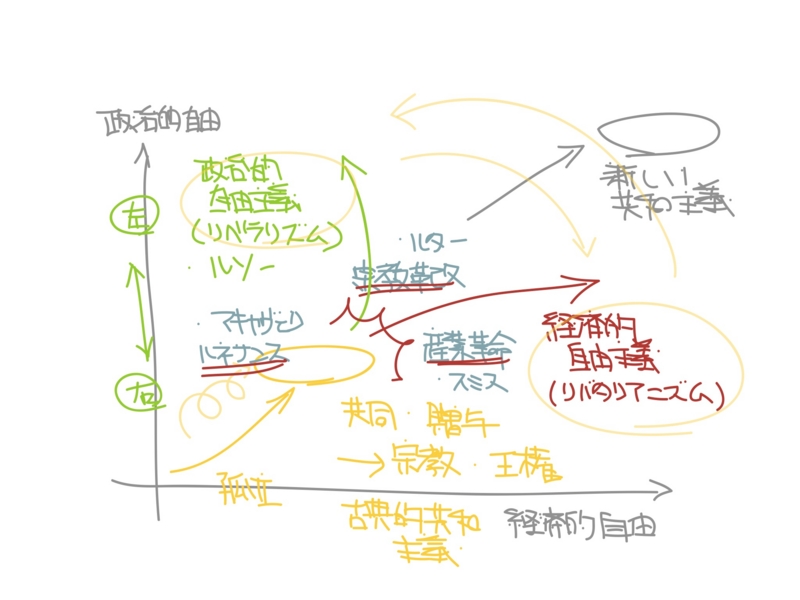 政治的自由
政治的
自由主義
(リベラリズム)
・ルソー
左
右
・ルター
宗教革改
・マキャヴェリ
ルネサンス
産業革命
・スミス
新しい
共和主義
経済的
自由主義
(リバタリアニズム)
共同・贈与
→宗教・王権
孤立
古典的共和
主義
経済的自由